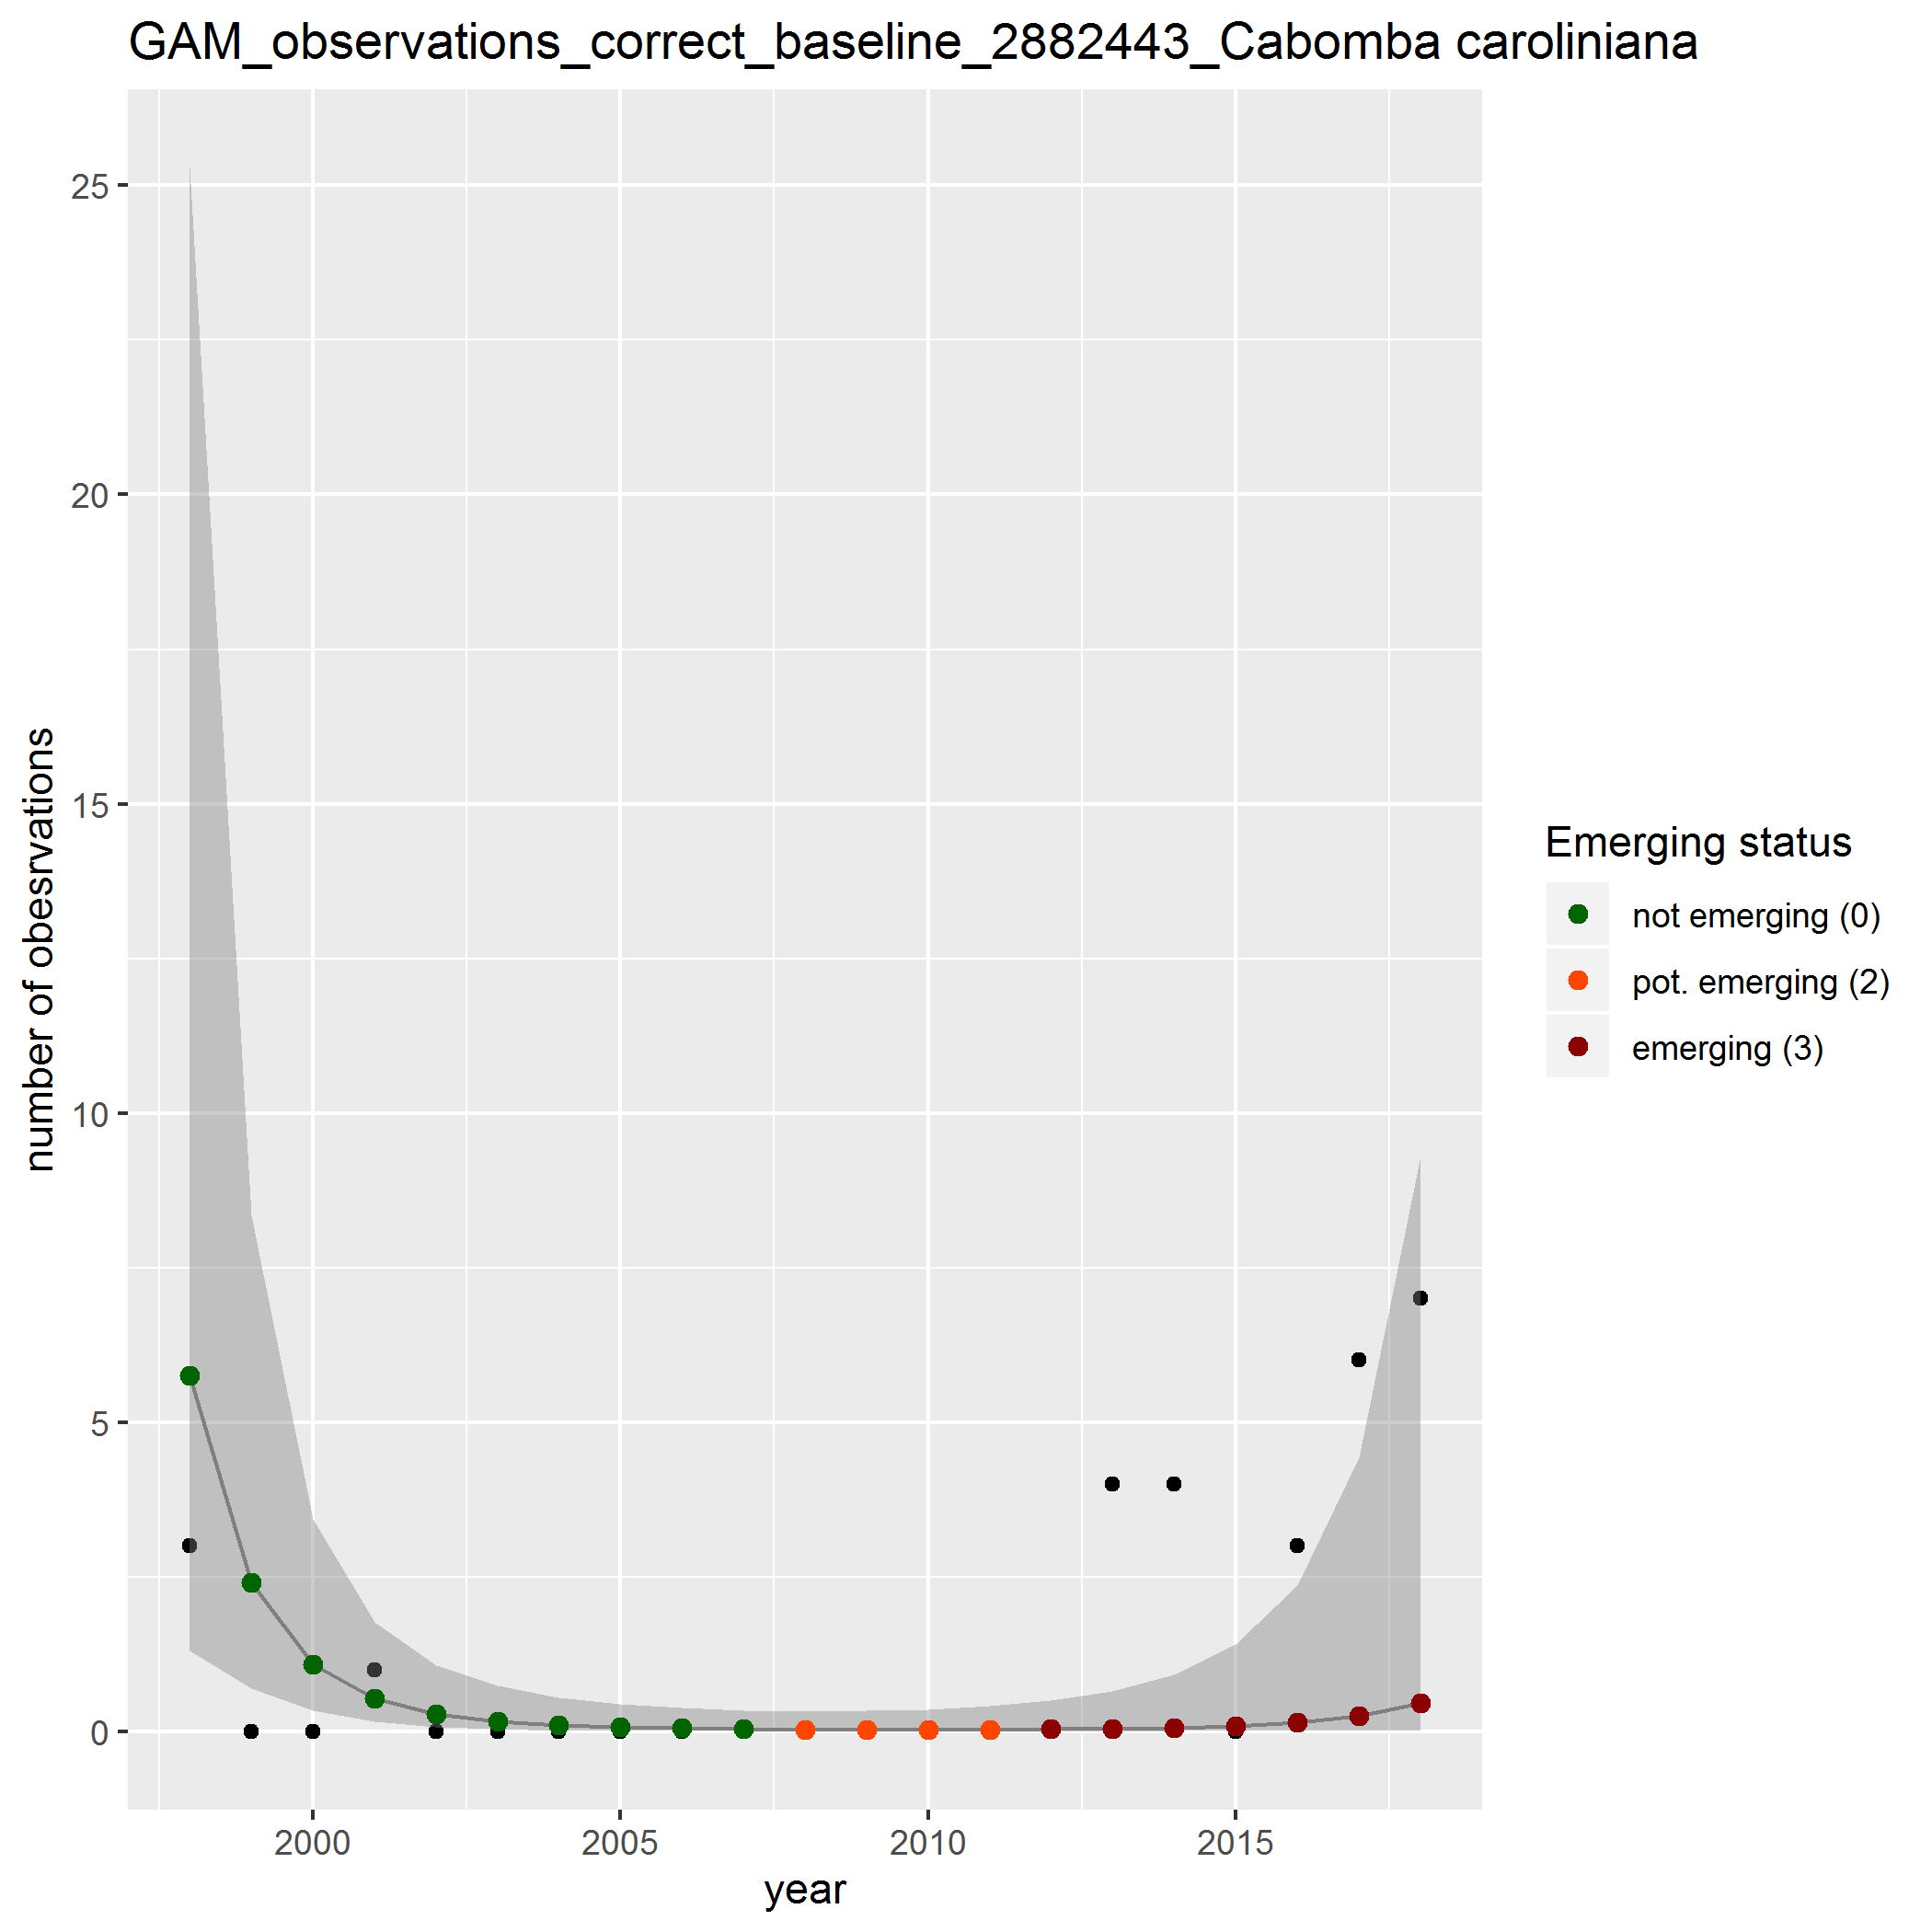 GAM_observations_correct_baseline_2882443_Cabomba caroliniana
25
20
15
10
5
0
number of obesrvations
2000
2005
2010
2015
year
Emerging status
not emerging (0)
pot. emerging (2)
emerging (3)